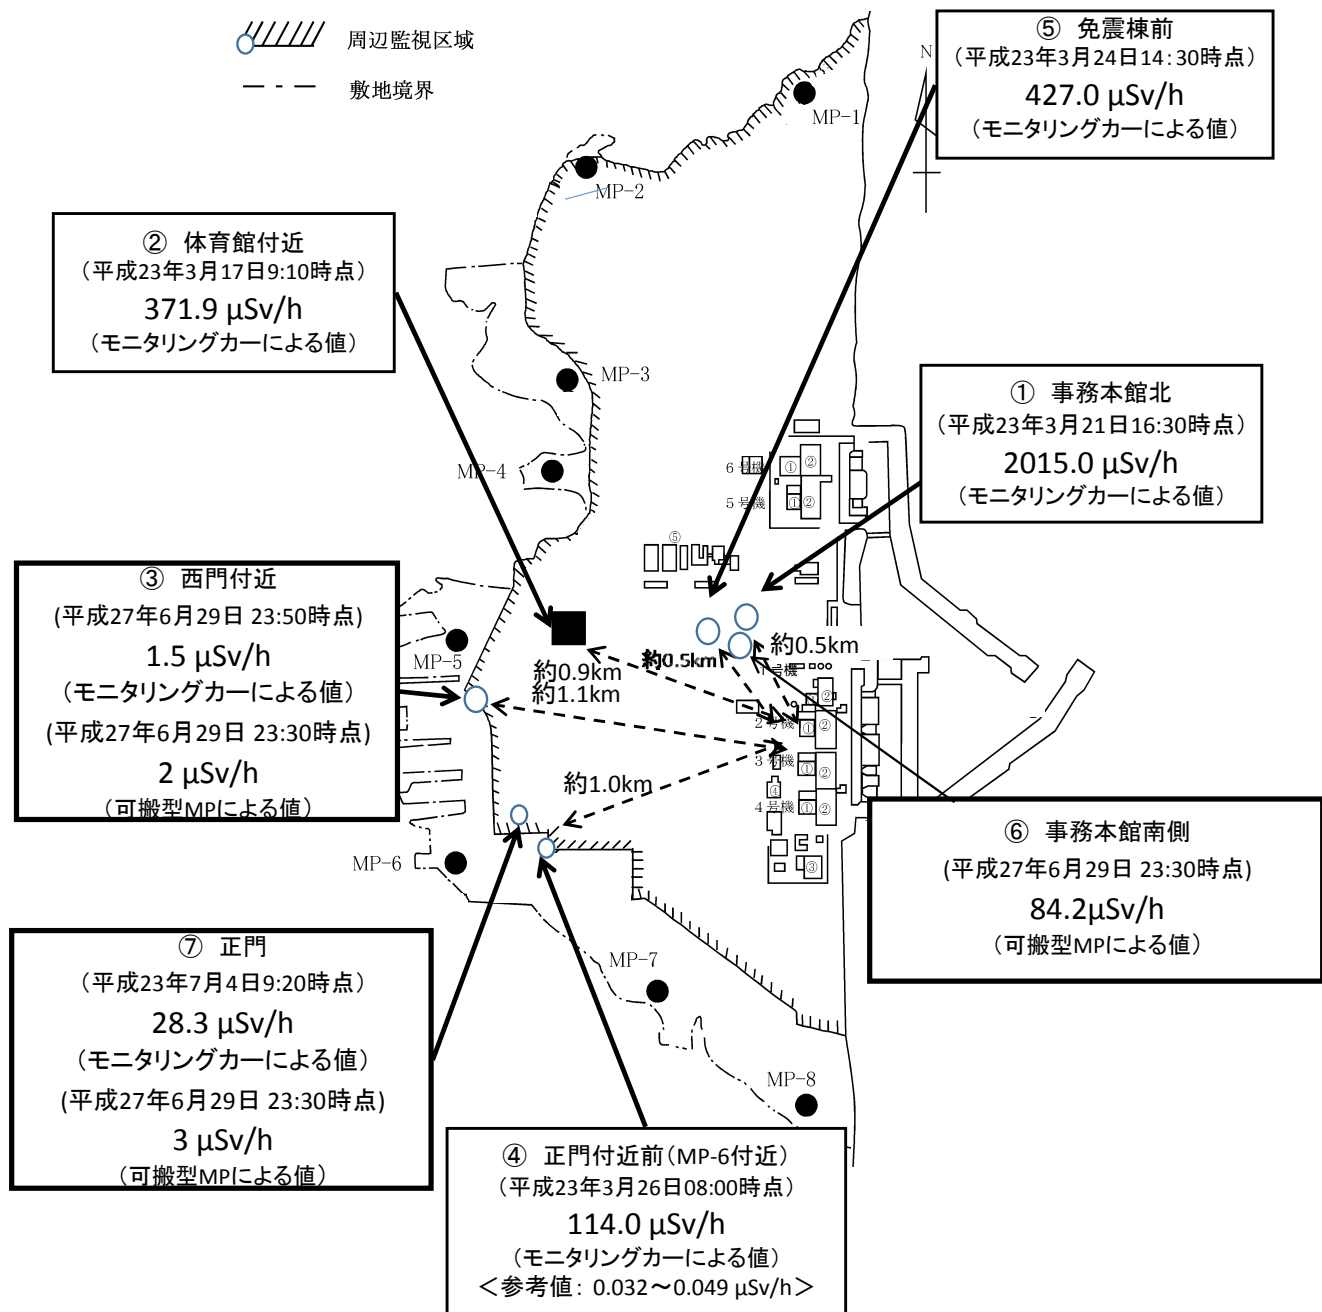 周辺監視区域
敷地境界
⑤ 免震棟前
（平成23年3月24日14：30時点）
427.0 μSv/h
（モニタリングカーによる値）
N
MP-1
MP-2
② 体育館付近
（平成23年3月17日9:10時点）
371.9 μSv/h
（モニタリングカーによる値）
MP-3
① 事務本館北
（平成23年3月21日16:30時点）
2015.0 μSv/h
（モニタリングカーによる値）
MP-4
6号機
①
②
5号機
①
②
⑤
③ 西門付近
(平成27年6月29日 23:50時点)
1.5 μSv/h
（モニタリングカーによる値）
(平成27年6月29日 23:30時点)
2 μSv/h
（可搬型MPによる値）
MP-5
約0.9km
約1.1km
約0.5km
約0.5km
1号機
②
2号機
①
②
3号機
①
②
④
4号機
①
②
③
約1.0km
MP-6
⑥ 事務本館南側
(平成27年6月29日 23:30時点)
84.2μSv/h
（可搬型MPによる値）
⑦ 正門
（平成23年7月4日9:20時点）
28.3 μSv/h
（モニタリングカーによる値）
(平成27年6月29日 23:30時点)
3 μSv/h
（可搬型MPによる値）
MP-7
MP-8
④ 正門付近前（MP-6付近）
（平成23年3月26日08:00時点）
114.0 μSv/h
（モニタリングカーによる値）
＜参考値： 0.032～0.049 μSv/h＞